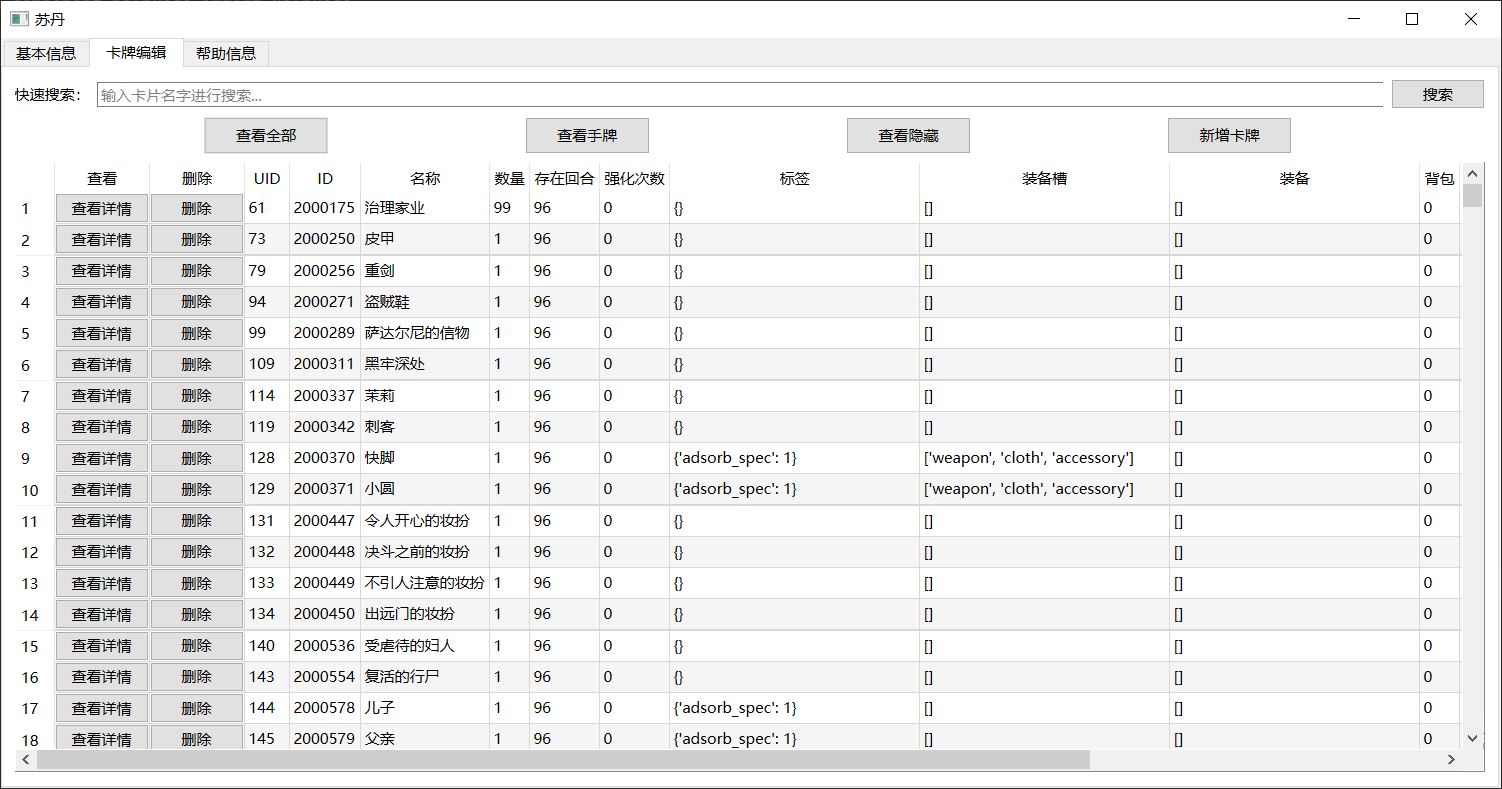 苏丹
基本信息 卡牌编辑 帮助信息
快速搜索: 输入卡片名字进行搜索... 搜索
查看全部 查看手牌 查看隐藏 新增卡牌
查看 删除 UID ID 名称 数量 存在回合 强化次数 标签 装备槽 装备 背包
1 查看详情 删除 61 2000175 治理家业 99 96 0 {} [] [] 0
2 查看详情 删除 73 2000250 皮甲 1 96 0 {} [] [] 0
3 查看详情 删除 79 2000256 重剑 1 96 0 {} [] [] 0
4 查看详情 删除 94 2000271 盗贼鞋 1 96 0 {} [] [] 0
5 查看详情 删除 99 2000289 萨达尔尼的信物 1 96 0 {} [] [] 0
6 查看详情 删除 109 2000311 黑牢深处 1 96 0 {} [] [] 0
7 查看详情 删除 114 2000337 茉莉 1 96 0 {} [] [] 0
8 查看详情 删除 119 2000342 刺客 1 96 0 {} [] [] 0
9 查看详情 删除 128 2000370 快脚 1 96 0 {'adsorb_spec': 1} ['weapon', 'cloth', 'accessory'] [] 0
10 查看详情 删除 129 2000371 小圆 1 96 0 {'adsorb_spec': 1} ['weapon', 'cloth', 'accessory'] [] 0
11 查看详情 删除 131 2000447 令人开心的妆扮 1 96 0 {} [] [] 0
12 查看详情 删除 132 2000448 决斗之前的妆扮 1 96 0 {} [] [] 0
13 查看详情 删除 133 2000449 不引人注意的妆扮 1 96 0 {} [] [] 0
14 查看详情 删除 134 2000450 出远门的妆扮 1 96 0 {} [] [] 0
15 查看详情 删除 140 2000536 受虐待的妇人 1 96 0 {} [] [] 0
16 查看详情 删除 143 2000554 复活的行尸 1 96 0 {} [] [] 0
17 查看详情 删除 144 2000578 儿子 1 96 0 {'adsorb_spec': 1} [] [] 0
18 查看详情 删除 145 2000579 父亲 1 96 0 {'adsorb_spec': 1} [] [] 0